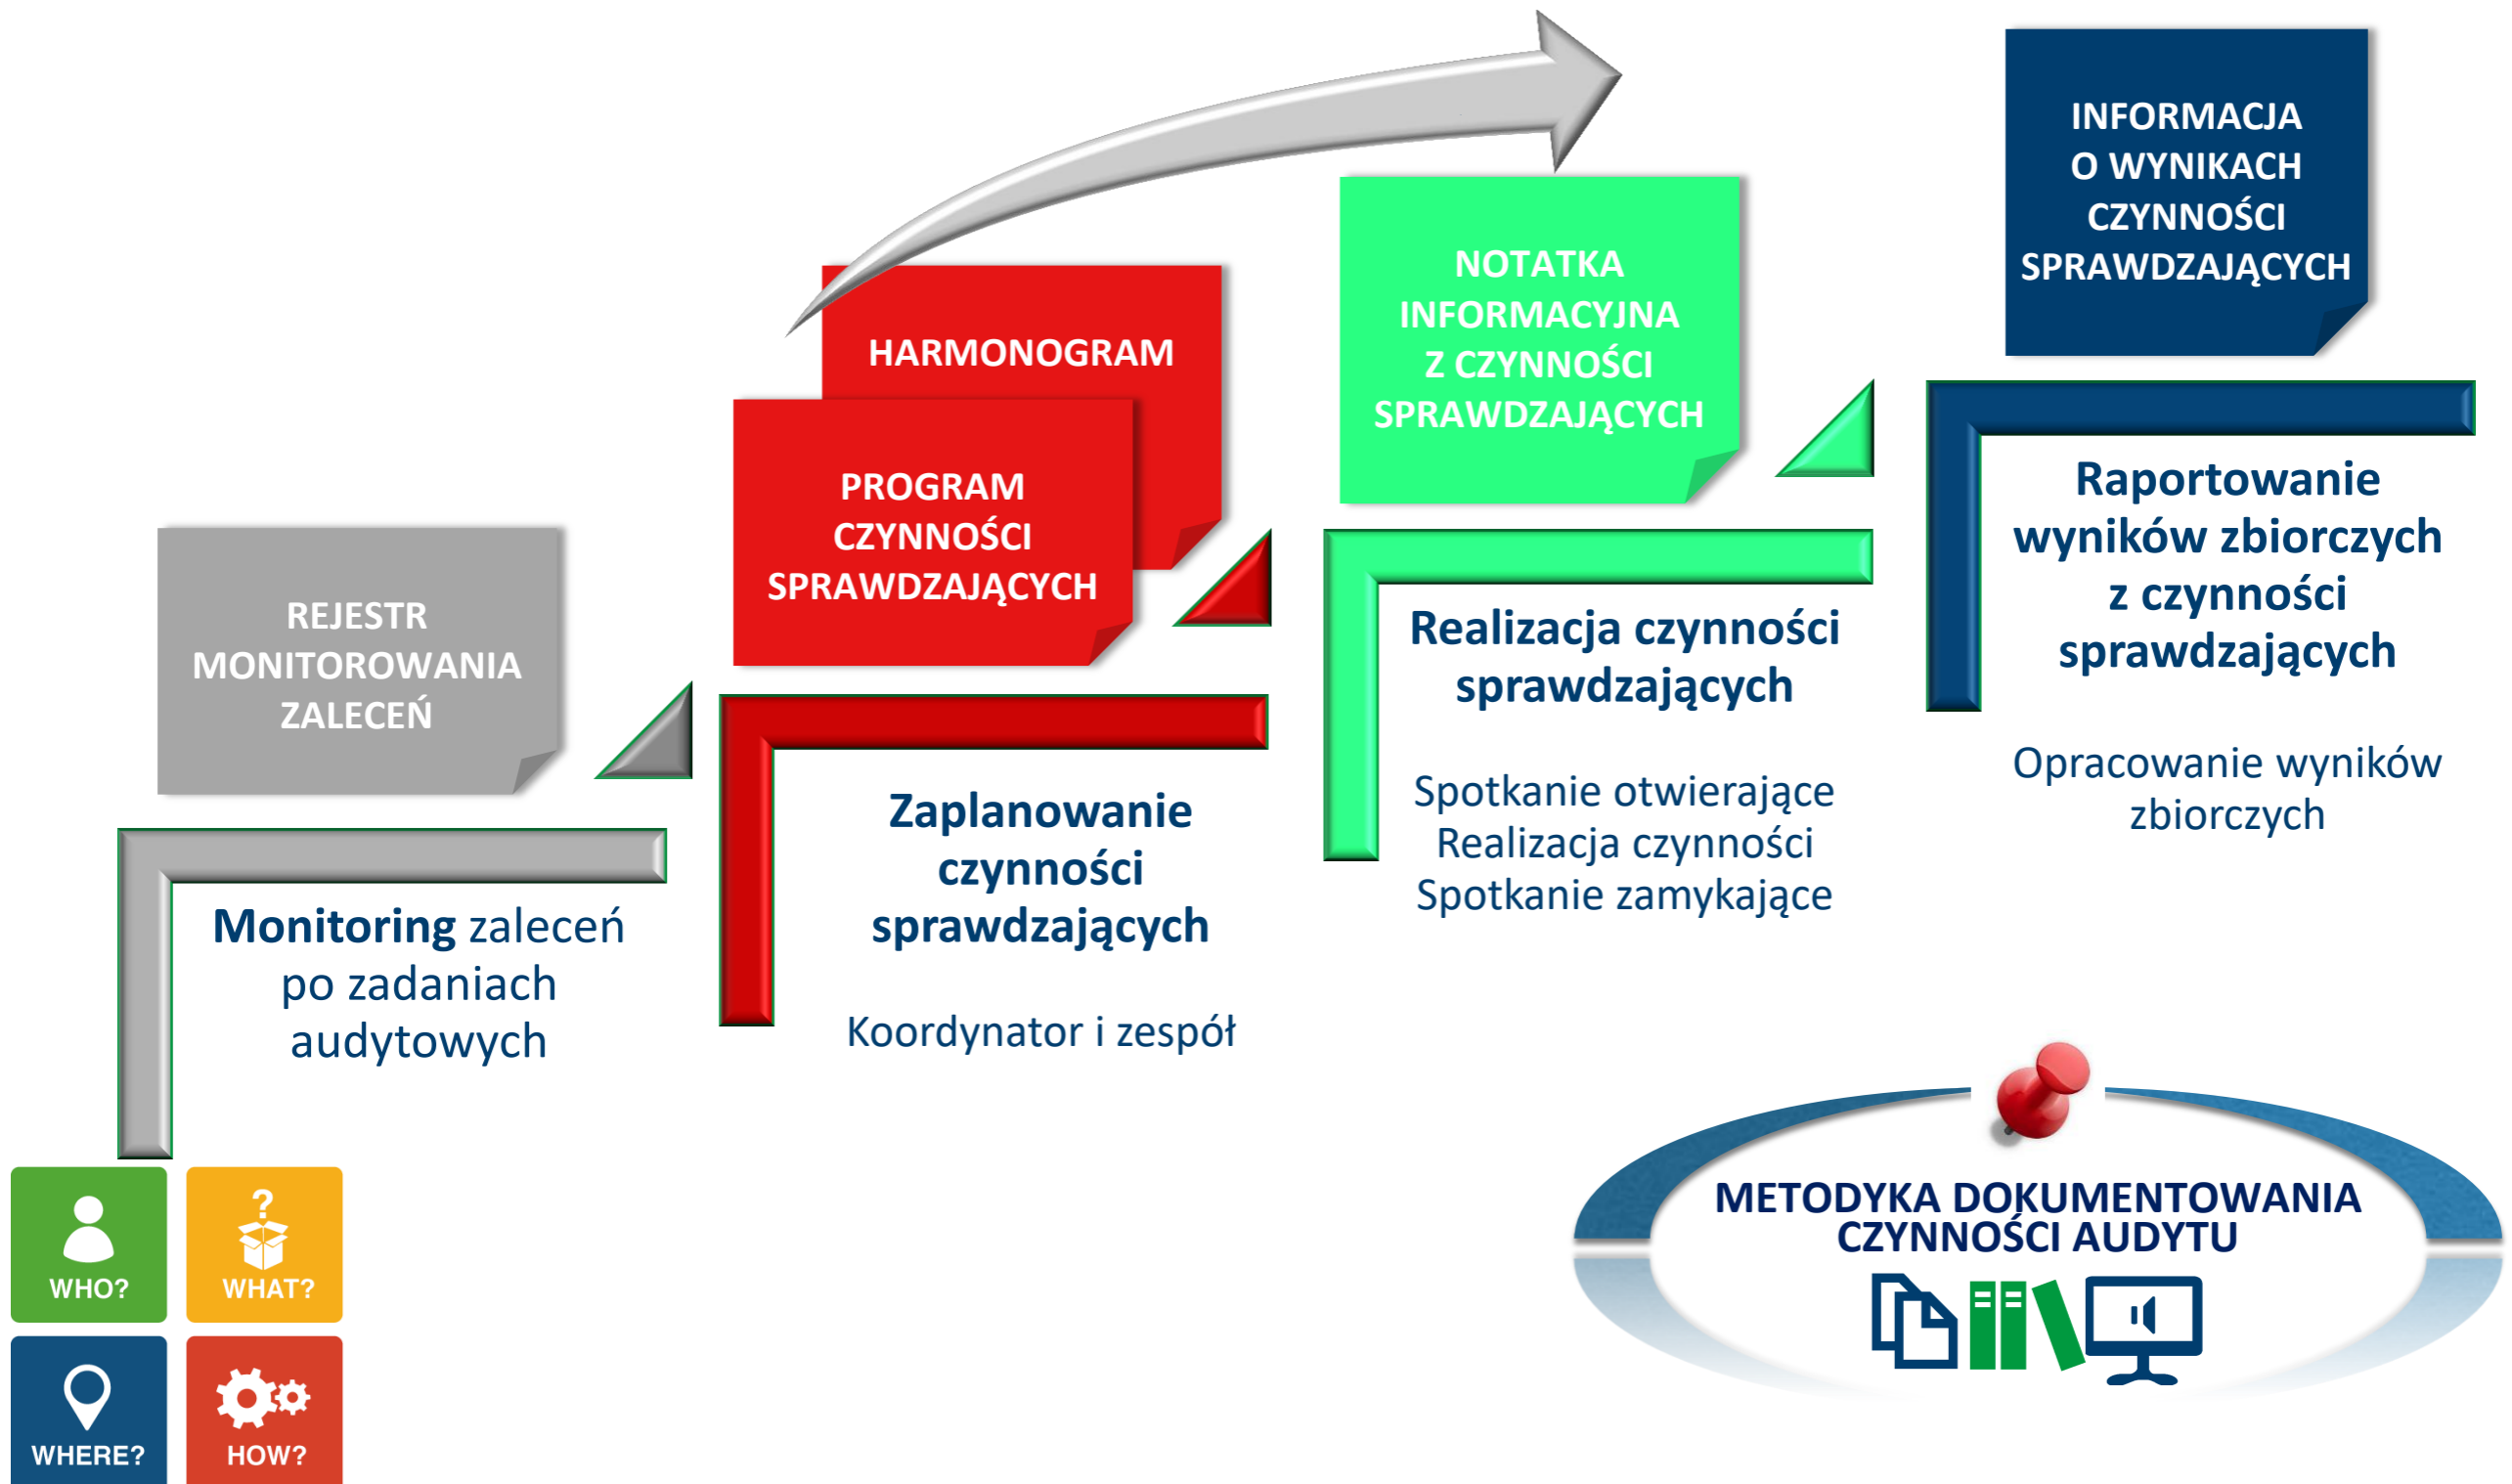 REJESTR
MONITOROWANIA
ZALECEŃ
Monitoring zaleceń
po zadaniach
audytowych
HARMONOGRAM
PROGRAM
CZYNNOŚCI
SPRAWDZAJĄCYCH
Zaplanowanie
czynności
sprawdzających
Koordynator i zespół
NOTATKA
INFORMACYJNA
Z CZYNNOŚCI
SPRAWDZAJĄCYCH
Realizacja czynności
sprawdzających
Spotkanie otwierające
Realizacja czynności
Spotkanie zamykające
INFORMACJA
O WYNIKACH
CZYNNOŚCI
SPRAWDZAJĄCYCH
Raportowanie
wyników zbiorczych
z czynności
sprawdzających
Opracowanie wyników
zbiorczych
WHO?
?
WHAT?
WHERE?
HOW?
METODYKA DOKUMENTOWANIA
CZYNNOŚCI AUDYTU